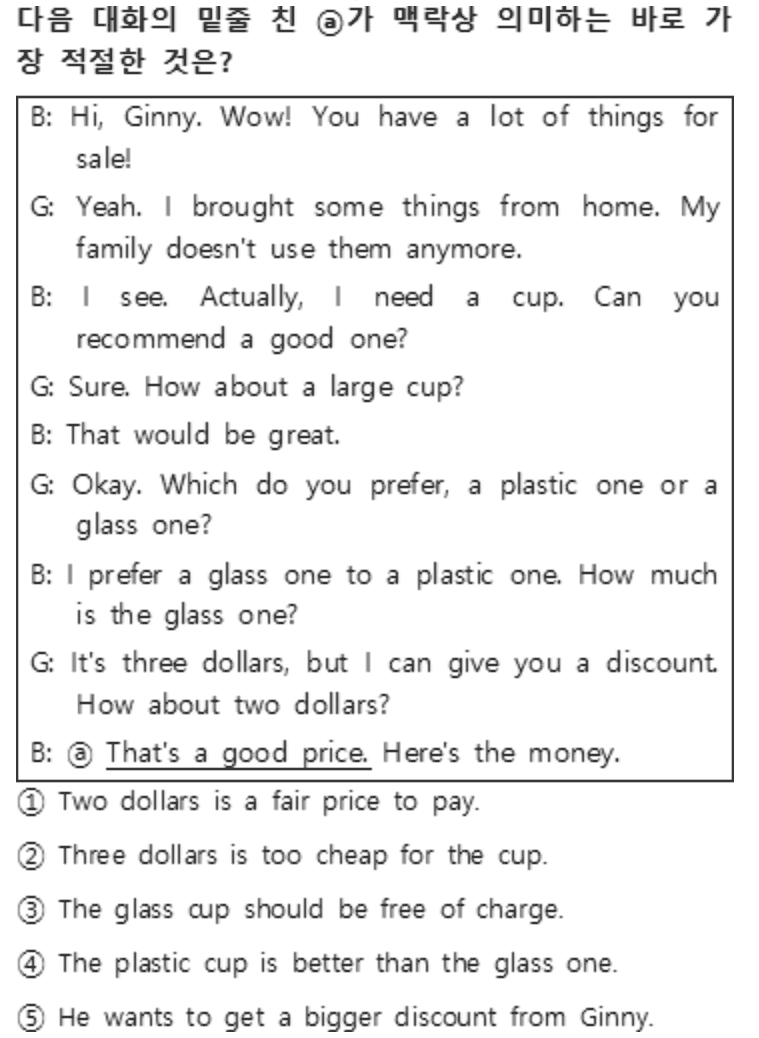 다음 대화의 밑줄 친 ⓐ가 맥락상 의미하는 바로 가
장 적절한 것은?
B: Hi, Ginny. Wow! You have a lot of things for
sale!
G: Yeah. I brought some things from home. My
family doesn't use them anymore.
B: I see. Actually, I need a cup. Can you
recommend a good one?
G: Sure. How about a large cup?
B: That would be great.
G: Okay. Which do you prefer, a plastic one or a
glass one?
B: I prefer a glass one to a plastic one. How much
is the glass one?
G: It's three dollars, but I can give you a discount.
How about two dollars?
B: ⓐ That's a good price. Here's the money.
① Two dollars is a fair price to pay.
② Three dollars is too cheap for the cup.
③ The glass cup should be free of charge.
④ The plastic cup is better than the glass one.
⑤ He wants to get a bigger discount from Ginny.